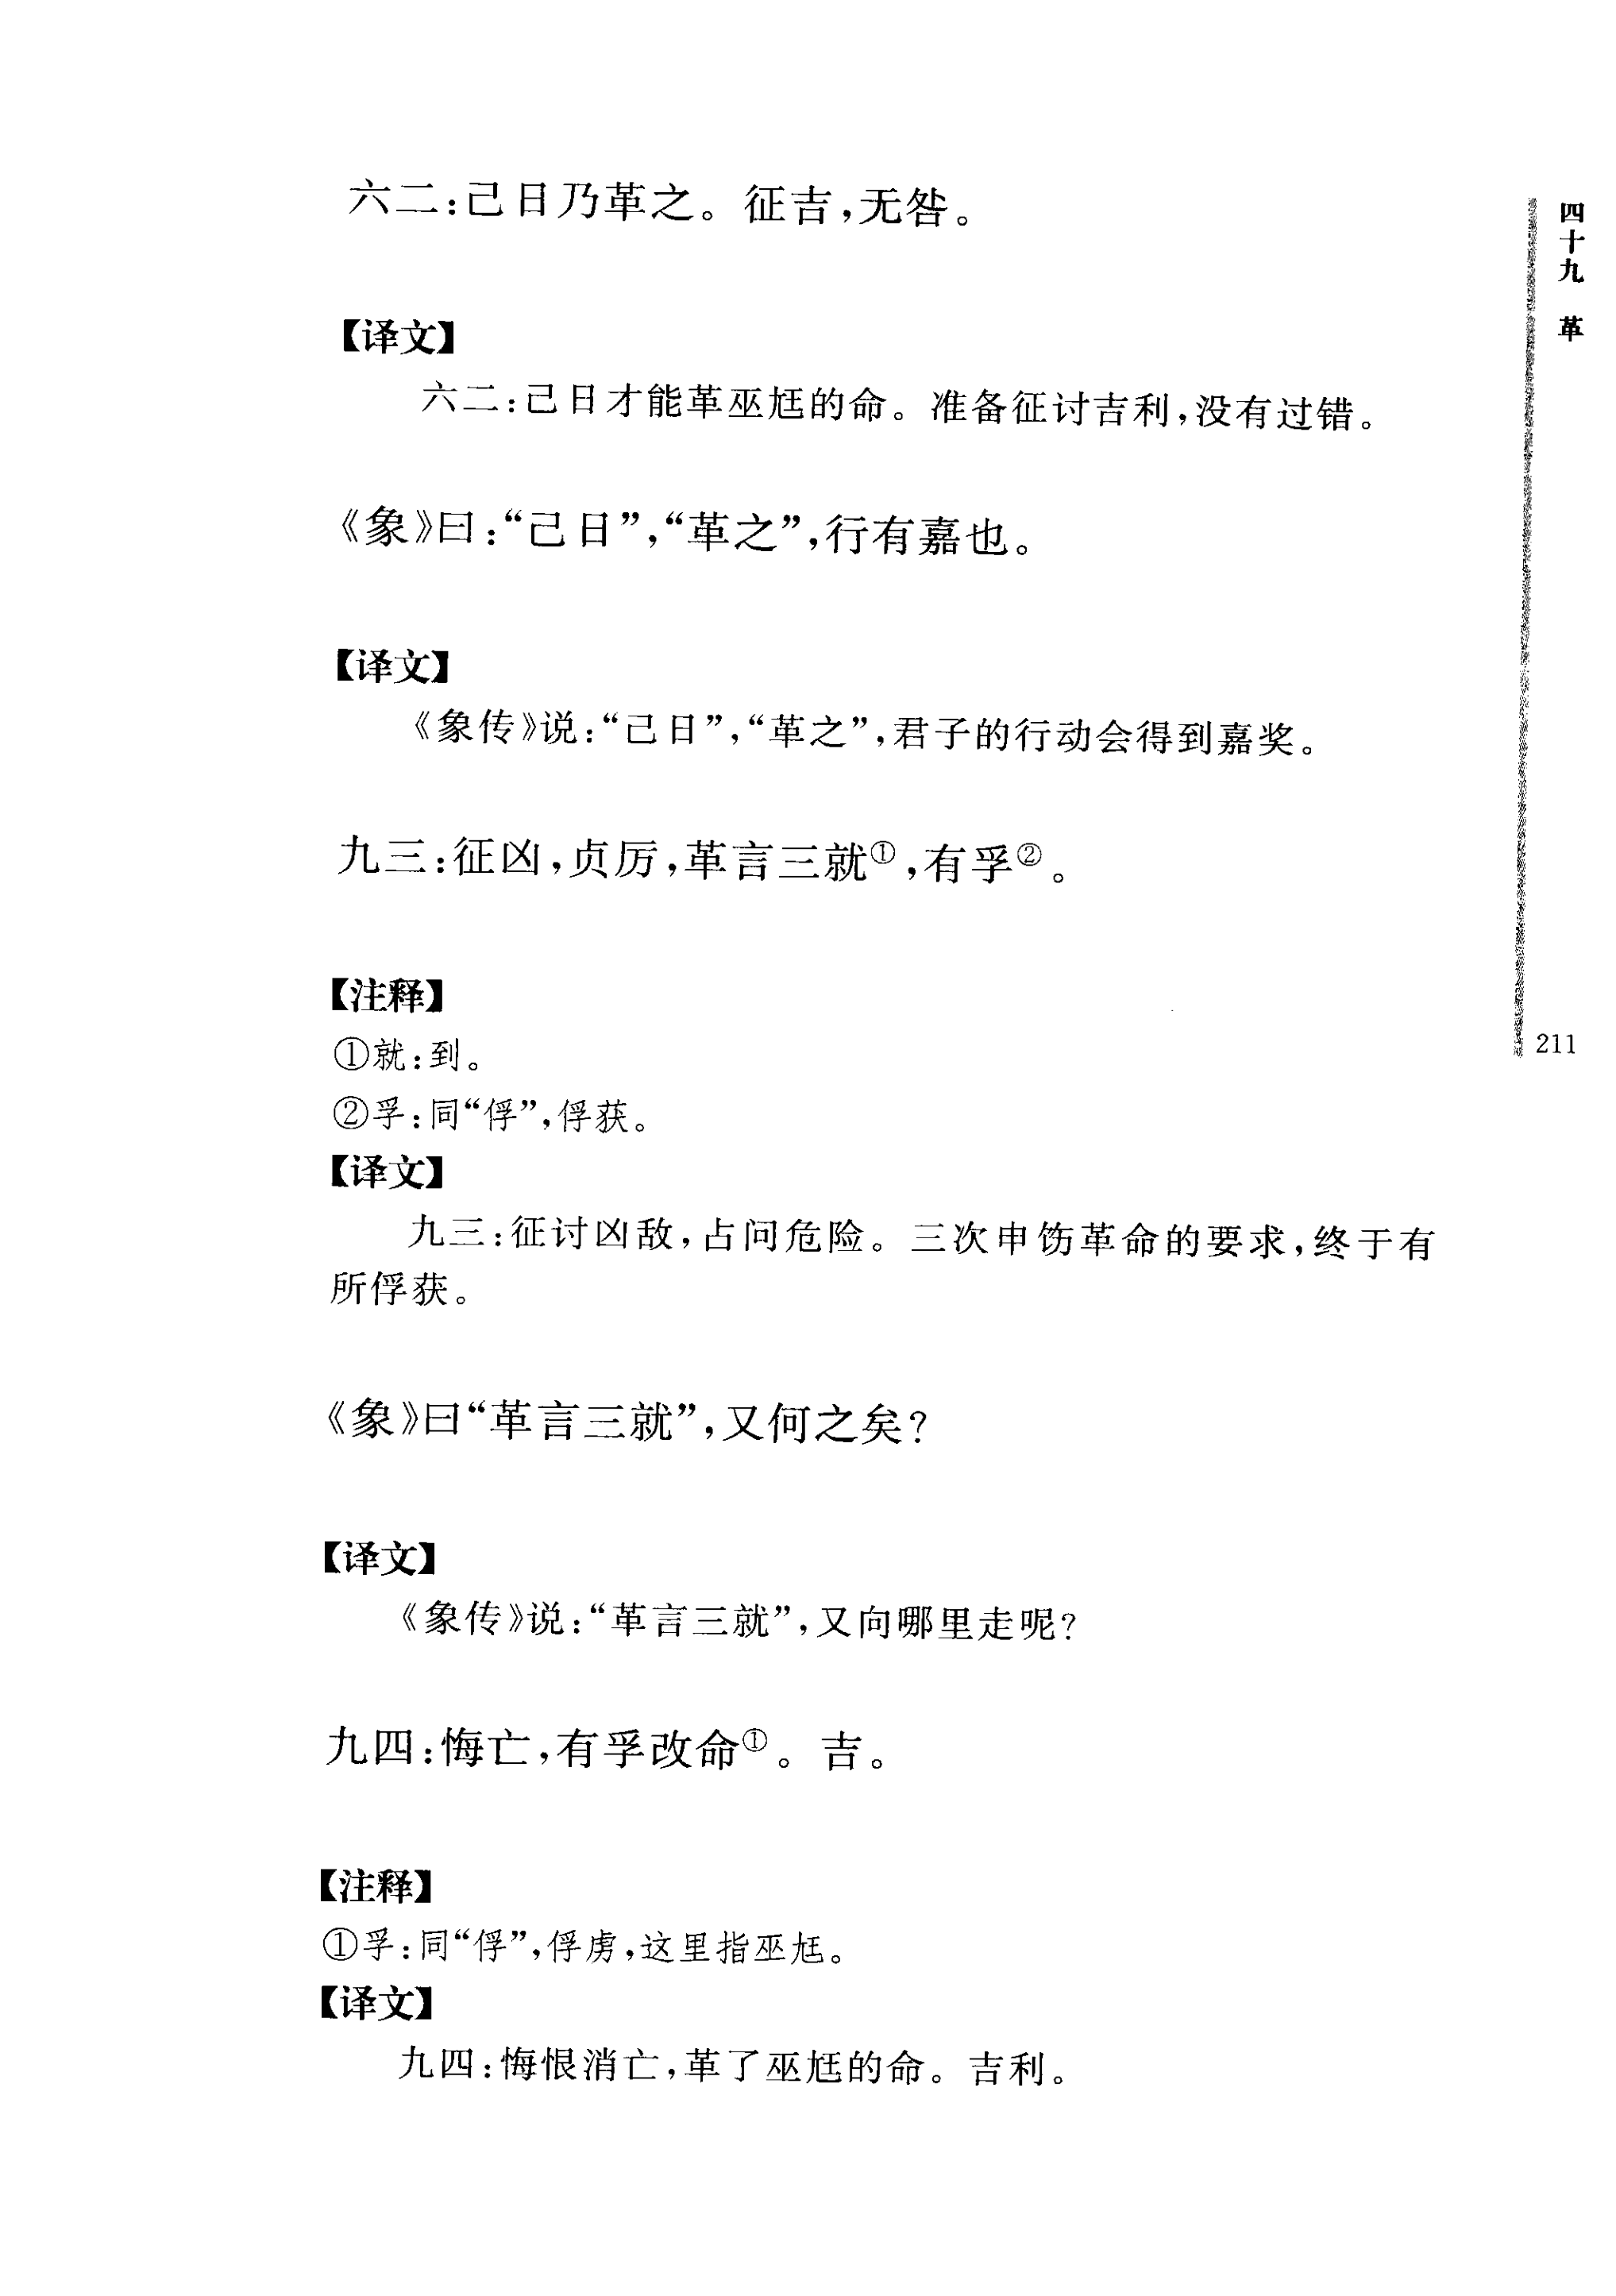 六二：己日乃革之。征吉，无咎。
【译文】
六二：己日才能革巫尪的命。准备征讨吉利，没有过错。
《象》曰：“己日”，“革之”，行有嘉也。
【译文】
《象传》说：“己日”，“革之”，君子的行动会得到嘉奖。
九三：征凶，贞厉，革言三就①，有孚②。
【注释】
①就：到。
②孚：同“俘”，俘获。
【译文】
九三：征讨凶敌，占问危险。三次申饬革命的要求，终于有
所俘获。
《象》曰“革言三就”，又何之矣？
【译文】
《象传》说：“革言三就”，又向哪里走呢？
九四：悔亡，有孚改命①。吉。
【注释】
①孚：同“俘”，俘虏，这里指巫尪。
【译文】
九四：悔恨消亡，革了巫尪的命。吉利。
四十九 革
211